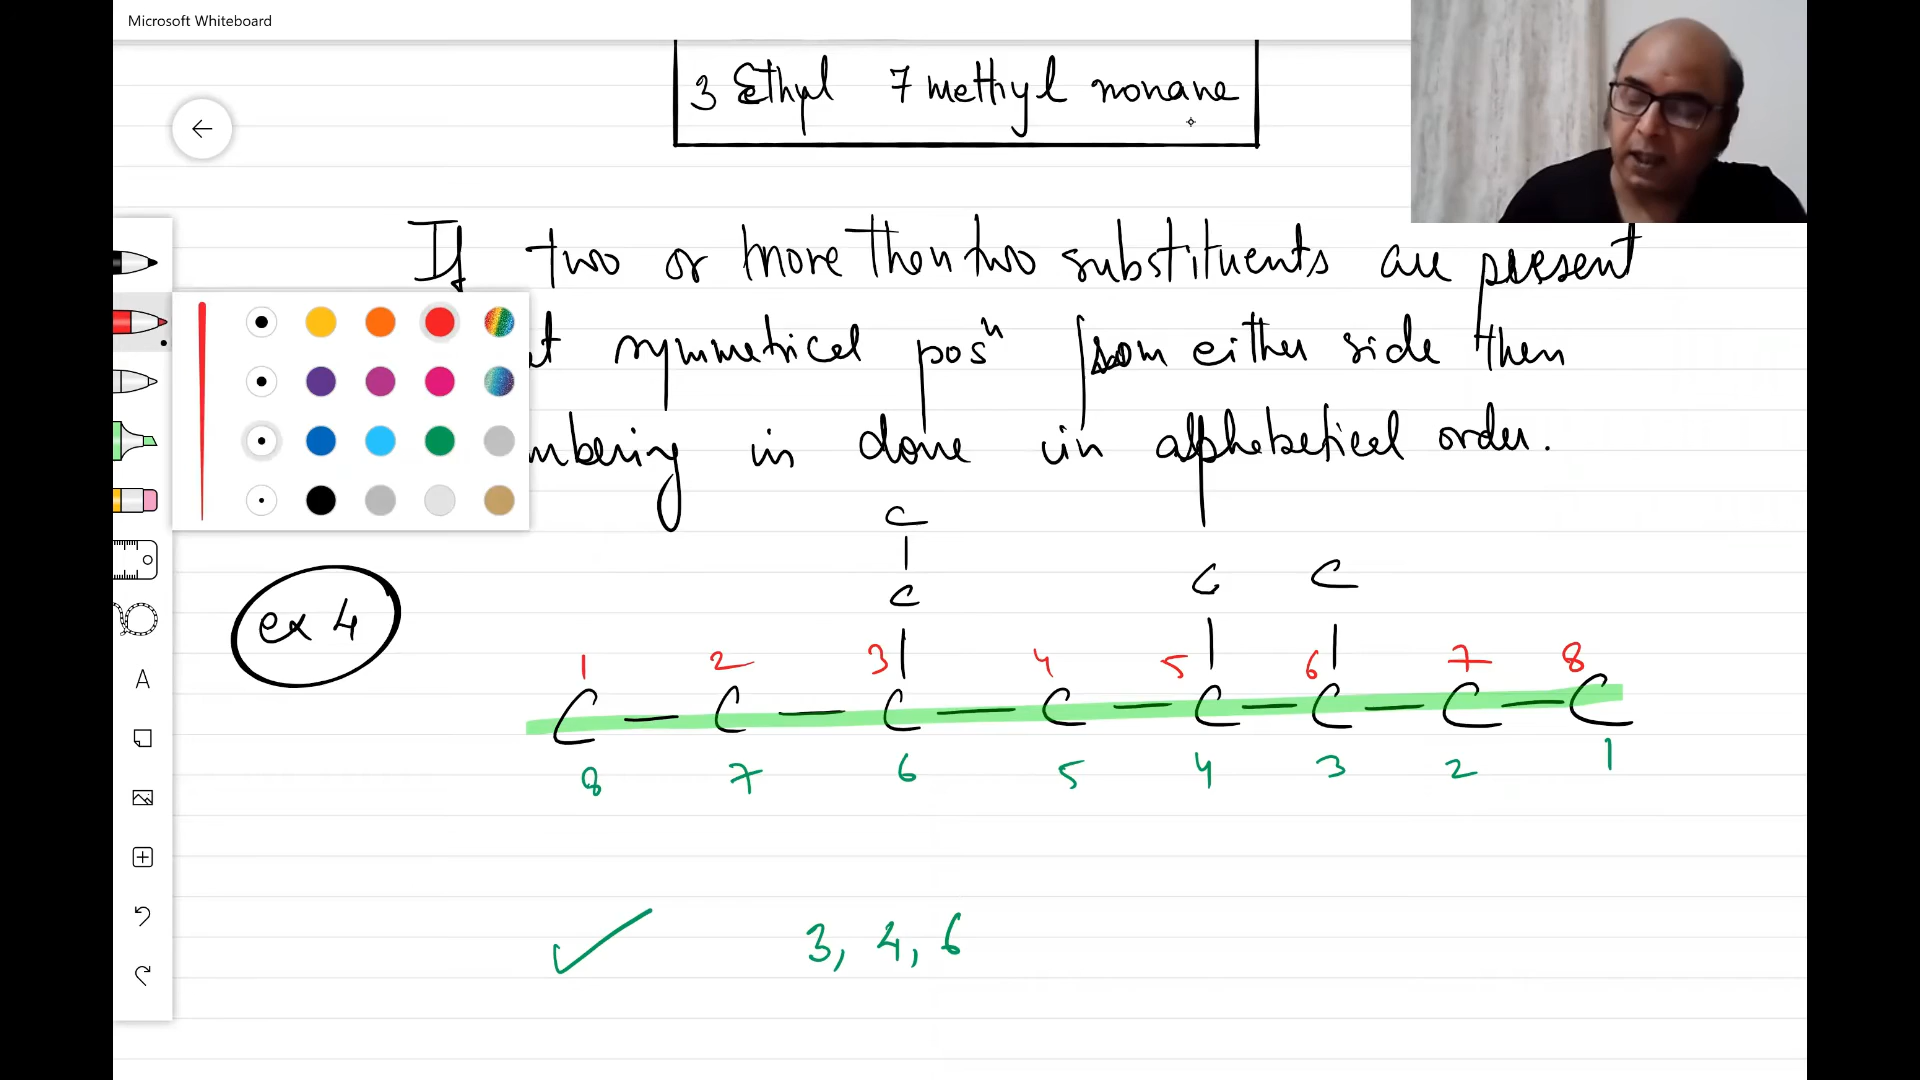 Microsoft Whiteboard
3 Ethyl 7 methyl nonane
If two or more then two substituents are present
t symmetrical posⁿ from either side then
mbering in done in alphabetical order.
C
C C C
ex 4
1 2 3 4 5 6 7 8
C — C — C — C — C — C — C — C
8 7 6 5 4 3 2 1
✓ 3, 4, 6
A